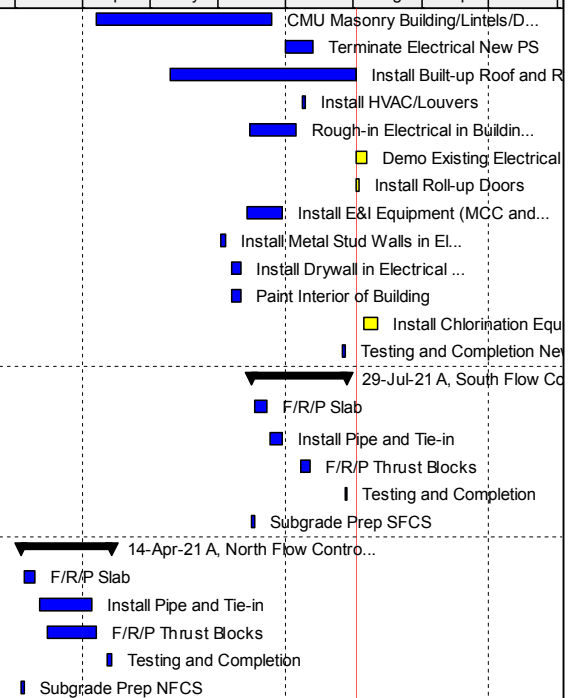 CMU Masonry Building/Lintels/D...
Terminate Electrical New PS
Install Built-up Roof and R
Install HVAC/Louvers
Rough-in Electrical in Buildin...
Demo Existing Electrical
Install Roll-up Doors
Install E&I Equipment (MCC and...
Install Metal Stud Walls in El...
Install Drywall in Electrical ...
Paint Interior of Building
Install Chlorination Equ
Testing and Completion New
29-Jul-21 A, South Flow Co
F/R/P Slab
Install Pipe and Tie-in
F/R/P Thrust Blocks
Testing and Completion
Subgrade Prep SFCS
14-Apr-21 A, North Flow Contro...
F/R/P Slab
Install Pipe and Tie-in
F/R/P Thrust Blocks
Testing and Completion
Subgrade Prep NFCS